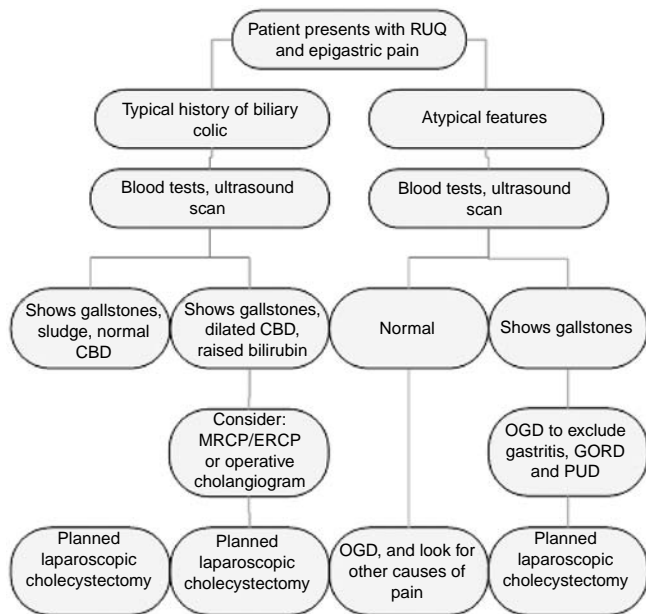 Patient presents with RUQ
and epigastric pain
Typical history of biliary
colic
Atypical features
Blood tests, ultrasound
scan
Blood tests, ultrasound
scan
Shows gallstones,
sludge, normal
CBD
Shows gallstones,
dilated CBD,
raised bilirubin
Normal
Shows gallstones
Consider:
MRCP/ERCP
or operative
cholangiogram
OGD to exclude
gastritis, GORD
and PUD
Planned
laparoscopic
cholecystectomy
Planned
laparoscopic
cholecystectomy
OGD, and look for
other causes of
pain
Planned
laparoscopic
cholecystectomy